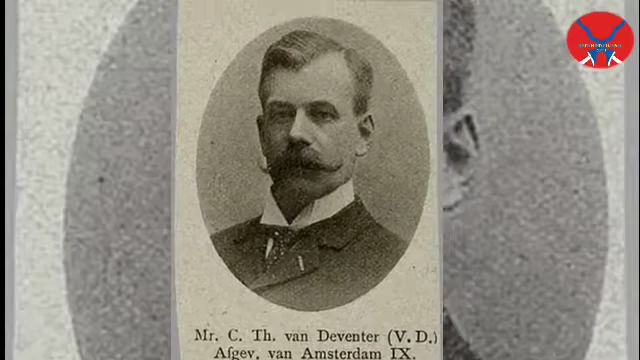 Mr. C. Th. van Deventer (V. D.)
Afgev. van Amsterdam IX.